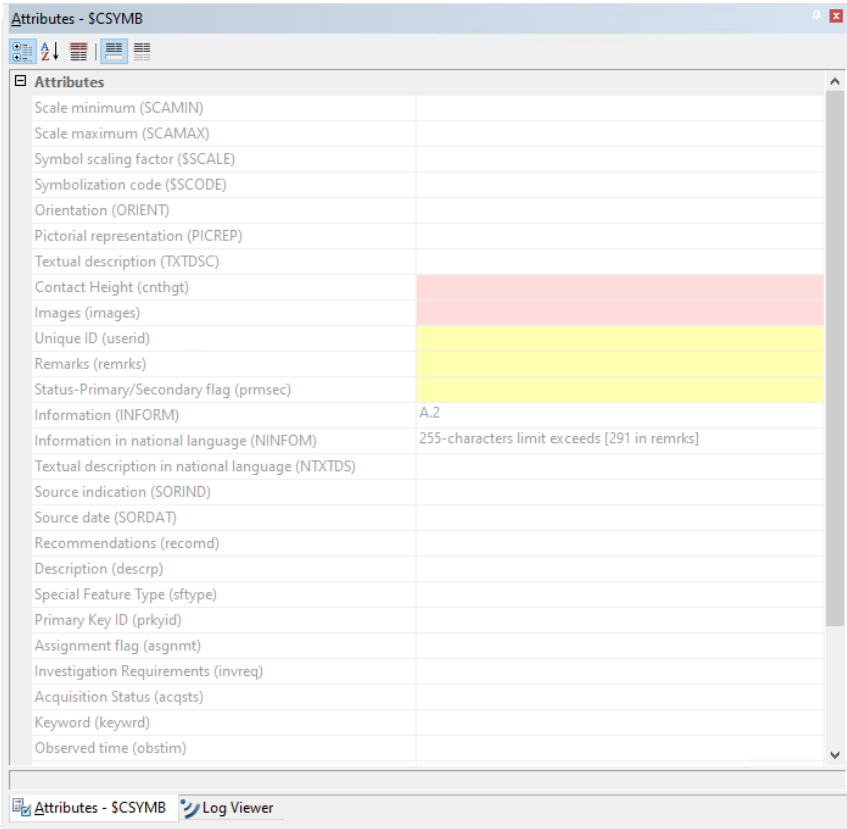 Attributes - $CSYMB
Attributes
Scale minimum (SCAMIN)
Scale maximum (SCAMAX)
Symbol scaling factor ($SCALE)
Symbolization code ($SCODE)
Orientation (ORIENT)
Pictorial representation (PICREP)
Textual description (TXTDSC)
Contact Height (cnthgt)
Images (images)
Unique ID (userid)
Remarks (remrks)
Status-Primary/Secondary flag (prmsec)
Information (INFORM) A.2
Information in national language (NINFOM) 255-characters limit exceeds [291 in remrks]
Textual description in national language (NTXTDS)
Source indication (SORIND)
Source date (SORDAT)
Recommendations (recomd)
Description (descrp)
Special Feature Type (sftype)
Primary Key ID (prkyid)
Assignment flag (asgnmt)
Investigation Requirements (invreq)
Acquisition Status (acqsts)
Keyword (keywrd)
Observed time (obstim)
Attributes - $CSYMB Log Viewer